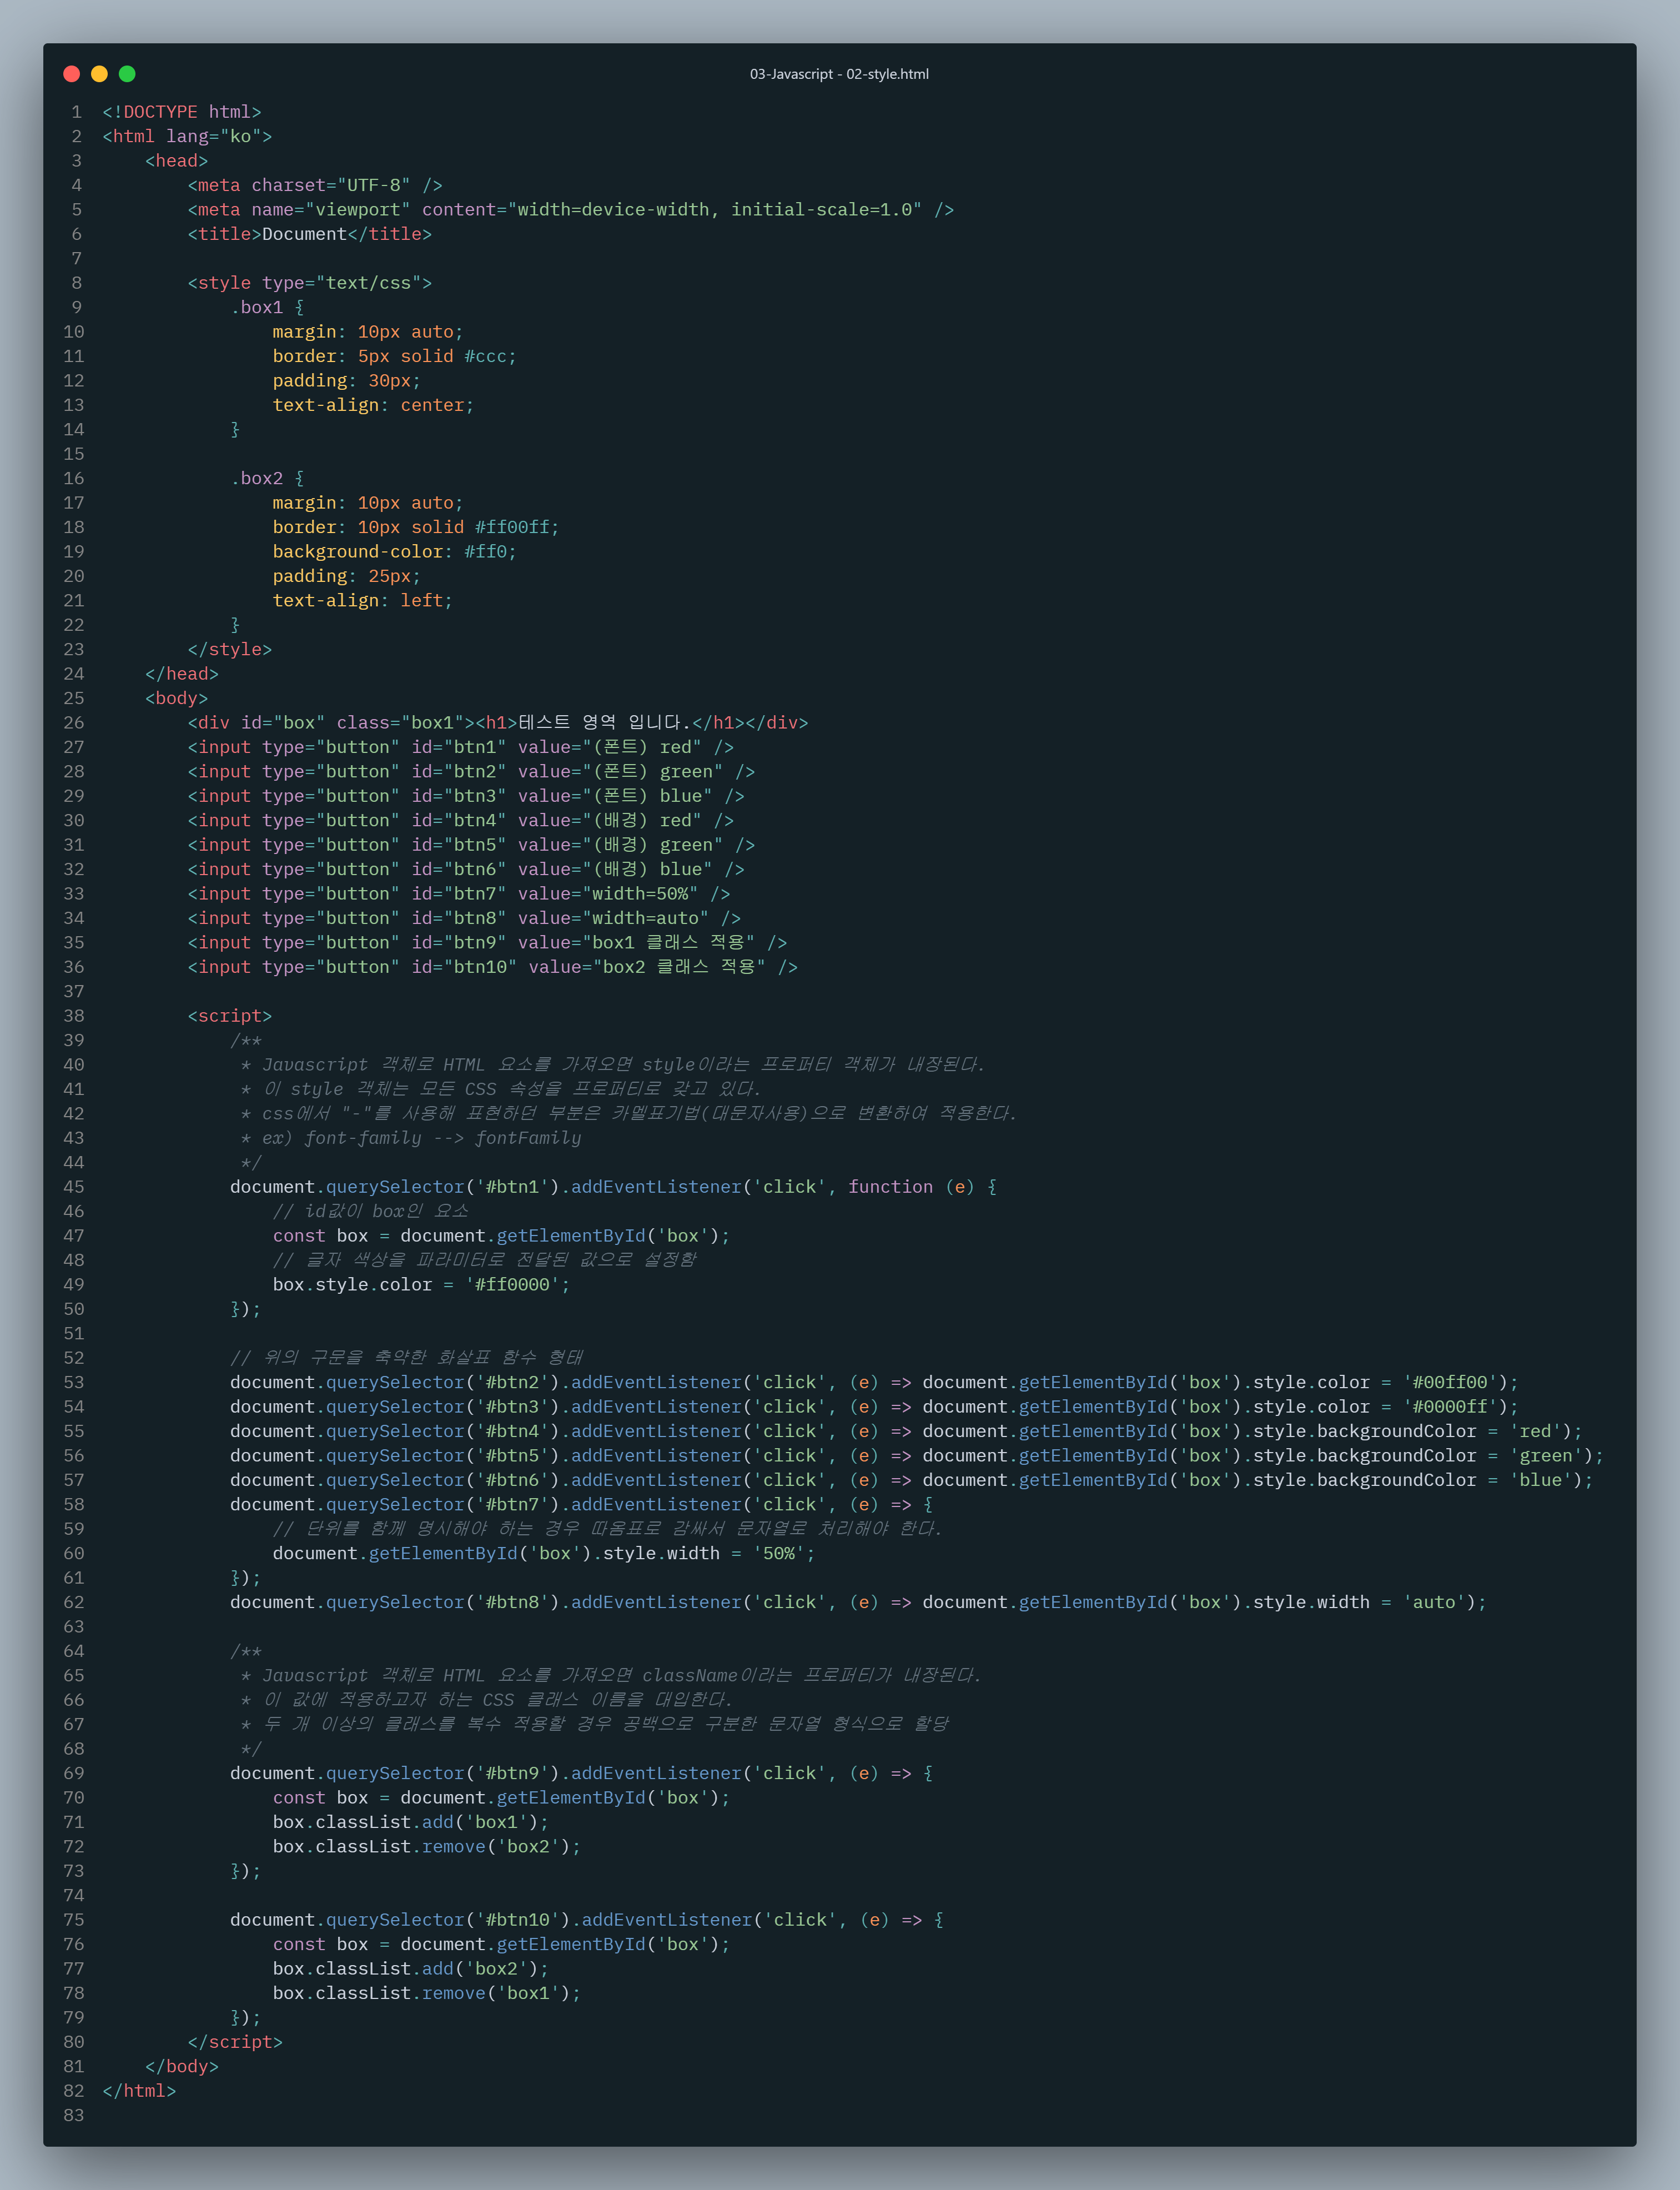 03-Javascript - 02-style.html
1 <!DOCTYPE html>
2 <html lang="ko">
3     <head>
4         <meta charset="UTF-8" />
5         <meta name="viewport" content="width=device-width, initial-scale=1.0" />
6         <title>Document</title>
7
8         <style type="text/css">
9             .box1 {
10                 margin: 10px auto;
11                 border: 5px solid #ccc;
12                 padding: 30px;
13                 text-align: center;
14             }
15
16             .box2 {
17                 margin: 10px auto;
18                 border: 10px solid #ff00ff;
19                 background-color: #ff0;
20                 padding: 25px;
21                 text-align: left;
22             }
23         </style>
24     </head>
25     <body>
26         <div id="box" class="box1"><h1>테스트 영역 입니다.</h1></div>
27         <input type="button" id="btn1" value="(폰트) red" />
28         <input type="button" id="btn2" value="(폰트) green" />
29         <input type="button" id="btn3" value="(폰트) blue" />
30         <input type="button" id="btn4" value="(배경) red" />
31         <input type="button" id="btn5" value="(배경) green" />
32         <input type="button" id="btn6" value="(배경) blue" />
33         <input type="button" id="btn7" value="width=50%" />
34         <input type="button" id="btn8" value="width=auto" />
35         <input type="button" id="btn9" value="box1 클래스 적용" />
36         <input type="button" id="btn10" value="box2 클래스 적용" />
37
38         <script>
39             /**
40              * Javascript 객체로 HTML 요소를 가져오면 style이라는 프로퍼티 객체가 내장된다.
41              * 이 style 객체는 모든 CSS 속성을 프로퍼티로 갖고 있다.
42              * css에서 "-"를 사용해 표현하던 부분은 카멜표기법(대문자사용)으로 변환하여 적용한다.
43              * ex) font-family --> fontFamily
44              */
45             document.querySelector('#btn1').addEventListener('click', function (e) {
46                 // id값이 box인 요소
47                 const box = document.getElementById('box');
48                 // 글자 색상을 파라미터로 전달된 값으로 설정함
49                 box.style.color = '#ff0000';
50             });
51
52             // 위의 구문을 축약한 화살표 함수 형태
53             document.querySelector('#btn2').addEventListener('click', (e) => document.getElementById('box').style.color = '#00ff00');
54             document.querySelector('#btn3').addEventListener('click', (e) => document.getElementById('box').style.color = '#0000ff');
55             document.querySelector('#btn4').addEventListener('click', (e) => document.getElementById('box').style.backgroundColor = 'red');
56             document.querySelector('#btn5').addEventListener('click', (e) => document.getElementById('box').style.backgroundColor = 'green');
57             document.querySelector('#btn6').addEventListener('click', (e) => document.getElementById('box').style.backgroundColor = 'blue');
58             document.querySelector('#btn7').addEventListener('click', (e) => {
59                 // 단위를 함께 명시해야 하는 경우 따옴표로 감싸서 문자열로 처리해야 한다.
60                 document.getElementById('box').style.width = '50%';
61             });
62             document.querySelector('#btn8').addEventListener('click', (e) => document.getElementById('box').style.width = 'auto');
63
64             /**
65              * Javascript 객체로 HTML 요소를 가져오면 className이라는 프로퍼티가 내장된다.
66              * 이 값에 적용하고자 하는 CSS 클래스 이름을 대입한다.
67              * 두 개 이상의 클래스를 복수 적용할 경우 공백으로 구분한 문자열 형식으로 할당
68              */
69             document.querySelector('#btn9').addEventListener('click', (e) => {
70                 const box = document.getElementById('box');
71                 box.classList.add('box1');
72                 box.classList.remove('box2');
73             });
74
75             document.querySelector('#btn10').addEventListener('click', (e) => {
76                 const box = document.getElementById('box');
77                 box.classList.add('box2');
78                 box.classList.remove('box1');
79             });
80         </script>
81     </body>
82 </html>
83